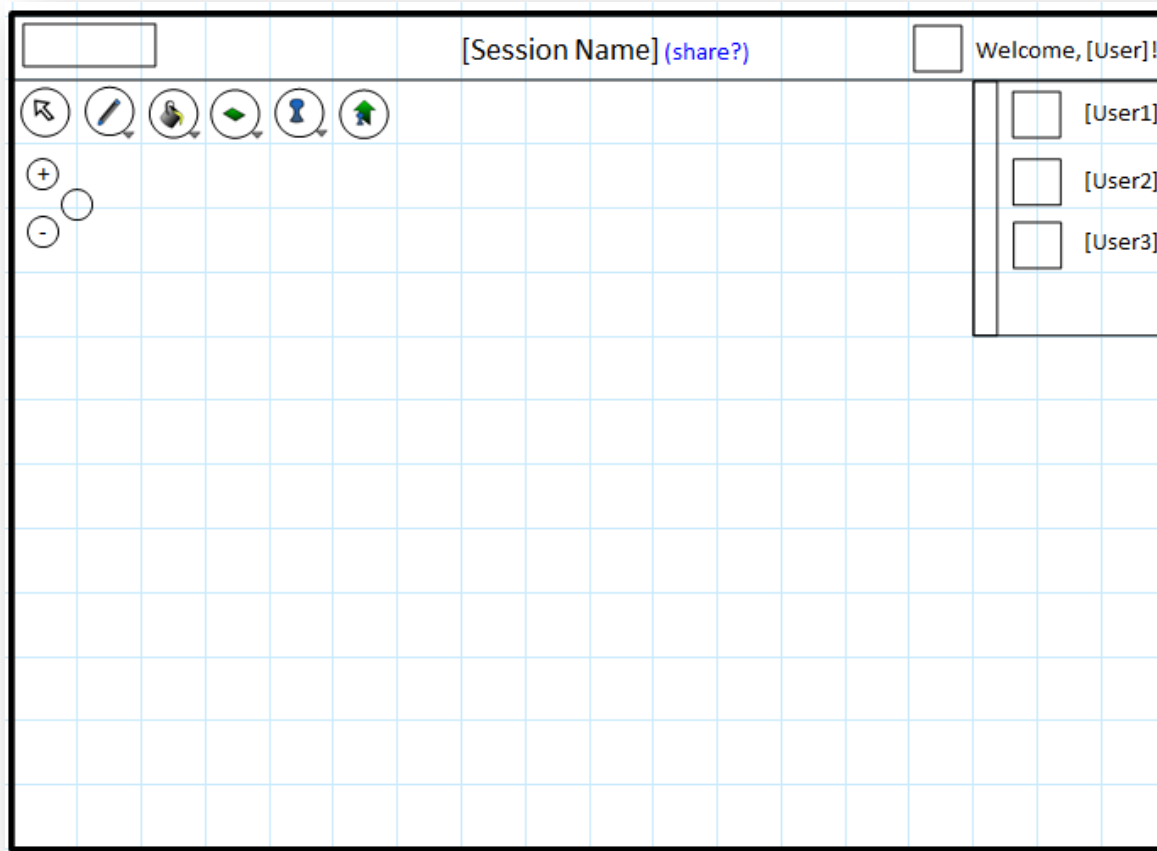 [Session Name] (share?)
Welcome, [User]!
[User1]
[User2]
[User3]
+
-